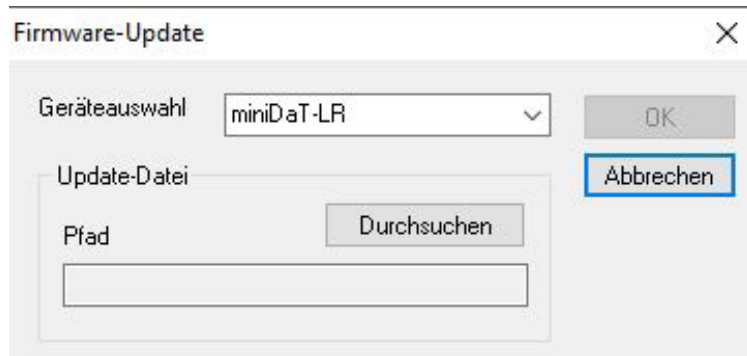 Firmware-Update
Geräteauswahl miniDaT-LR OK
Update-Datei Abbrechen
Pfad Durchsuchen